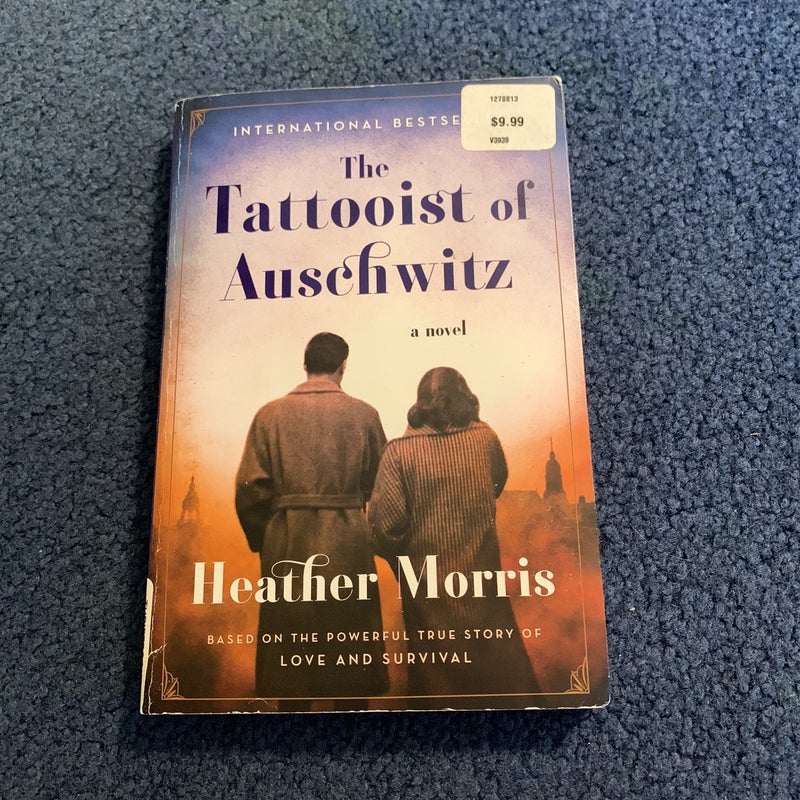 1278813
INTERNATIONAL
$9.99
V3939
The
Tattooist of
Auschwitz
a novel
Heather Morris
BASED ON THE POWERFUL TRUE STORY OF
LOVE AND SURVIVAL